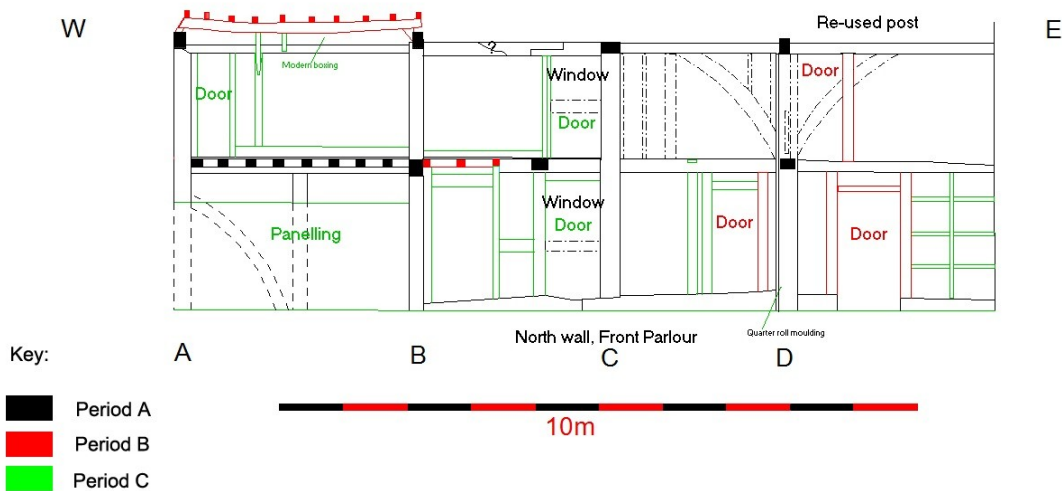 W
Re-used post
E
Modern boxing
?
Window
Door
Door
Door
Window
Panelling
Door
Door
Door
North wall, Front Parlour
Quarter roll moulding
A
B
C
D
Key:
Period A
10m
Period B
Period C